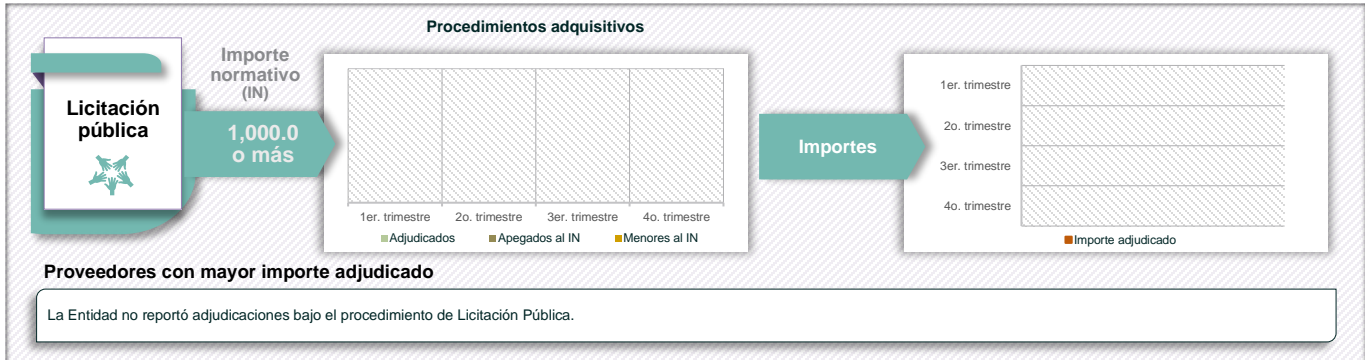 Procedimientos adquisitivos
Licitación
pública
Importe
normativo
(IN)
1,000.0
o más
1er. trimestre 2o. trimestre 3er. trimestre 4o. trimestre
Adjudicados Apegados al IN Menores al IN
Importes
1er. trimestre
2o. trimestre
3er. trimestre
4o. trimestre
Importe adjudicado
Proveedores con mayor importe adjudicado
La Entidad no reportó adjudicaciones bajo el procedimiento de Licitación Pública.